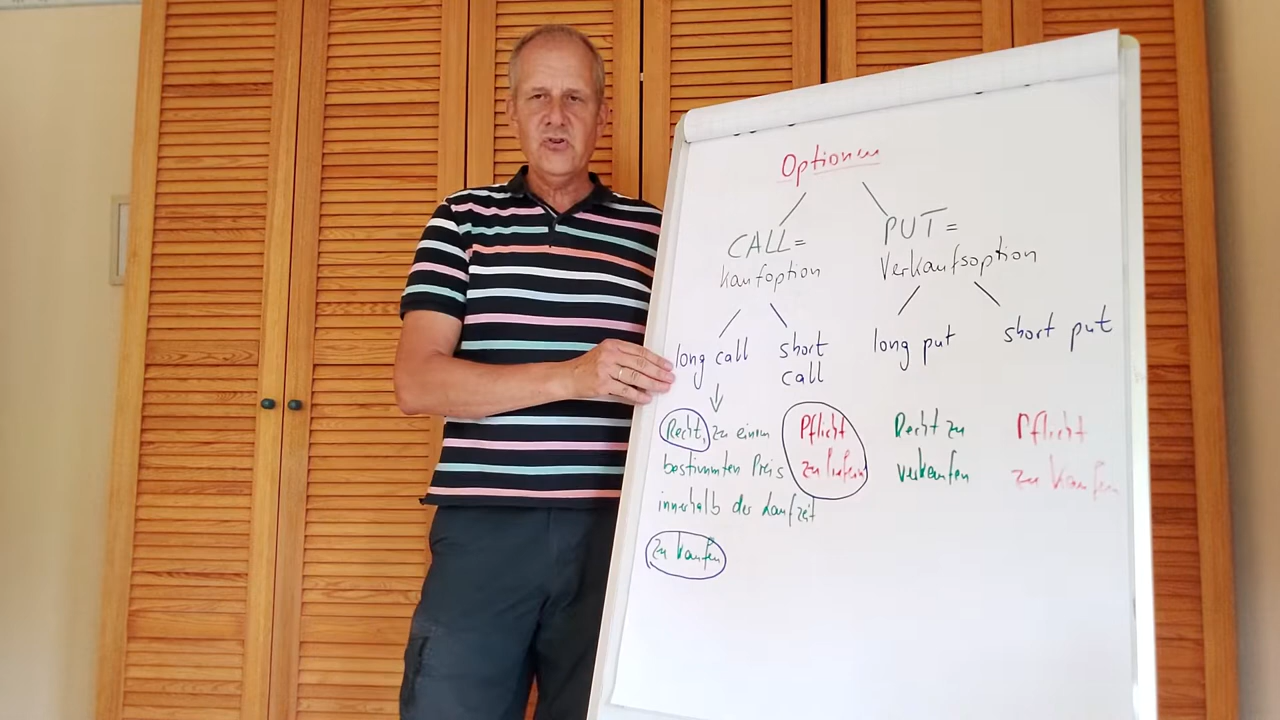 Optionen
CALL =
Kaufoption
PUT =
Verkaufsoption
long call
short
call
long put
short put
Recht, zu einem
bestimmten Preis
innerhalb der Laufzeit
zu kaufen
Pflicht
zu liefern
Recht zu
verkaufen
Pflicht
zu kaufen